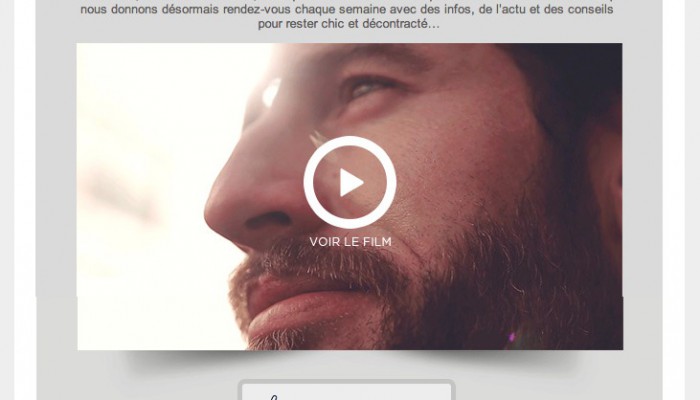 nous donnons désormais rendez-vous chaque semaine avec des infos, de l'actu et des conseils
pour rester chic et décontracté...
VOIR LE FILM